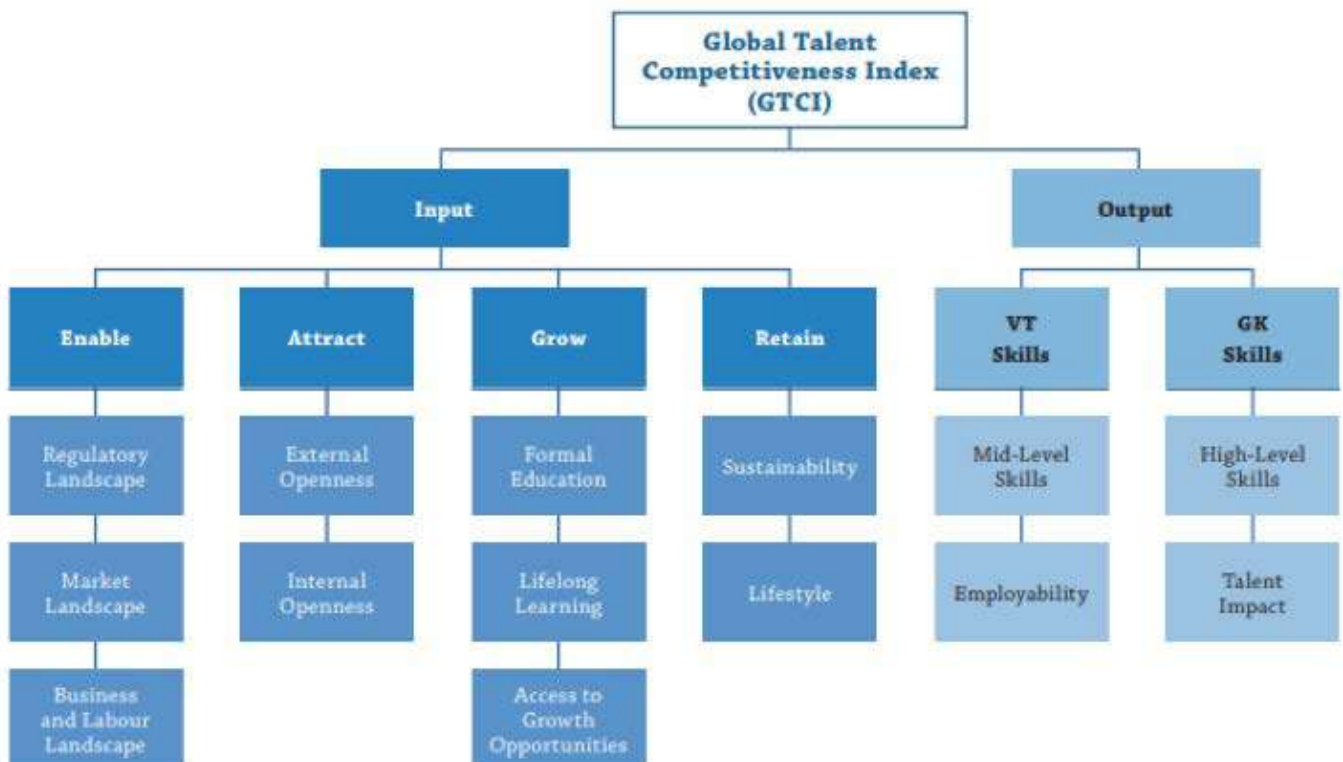 Global Talent
Competitiveness Index
(GTCI)
Input
Output
Enable
Attract
Grow
Retain
VT
Skills
GK
Skills
Regulatory
Landscape
External
Openness
Formal
Education
Sustainability
Mid-Level
Skills
High-Level
Skills
Market
Landscape
Internal
Openness
Lifelong
Learning
Lifestyle
Employability
Talent
Impact
Business
and Labour
Landscape
Access to
Growth
Opportunities